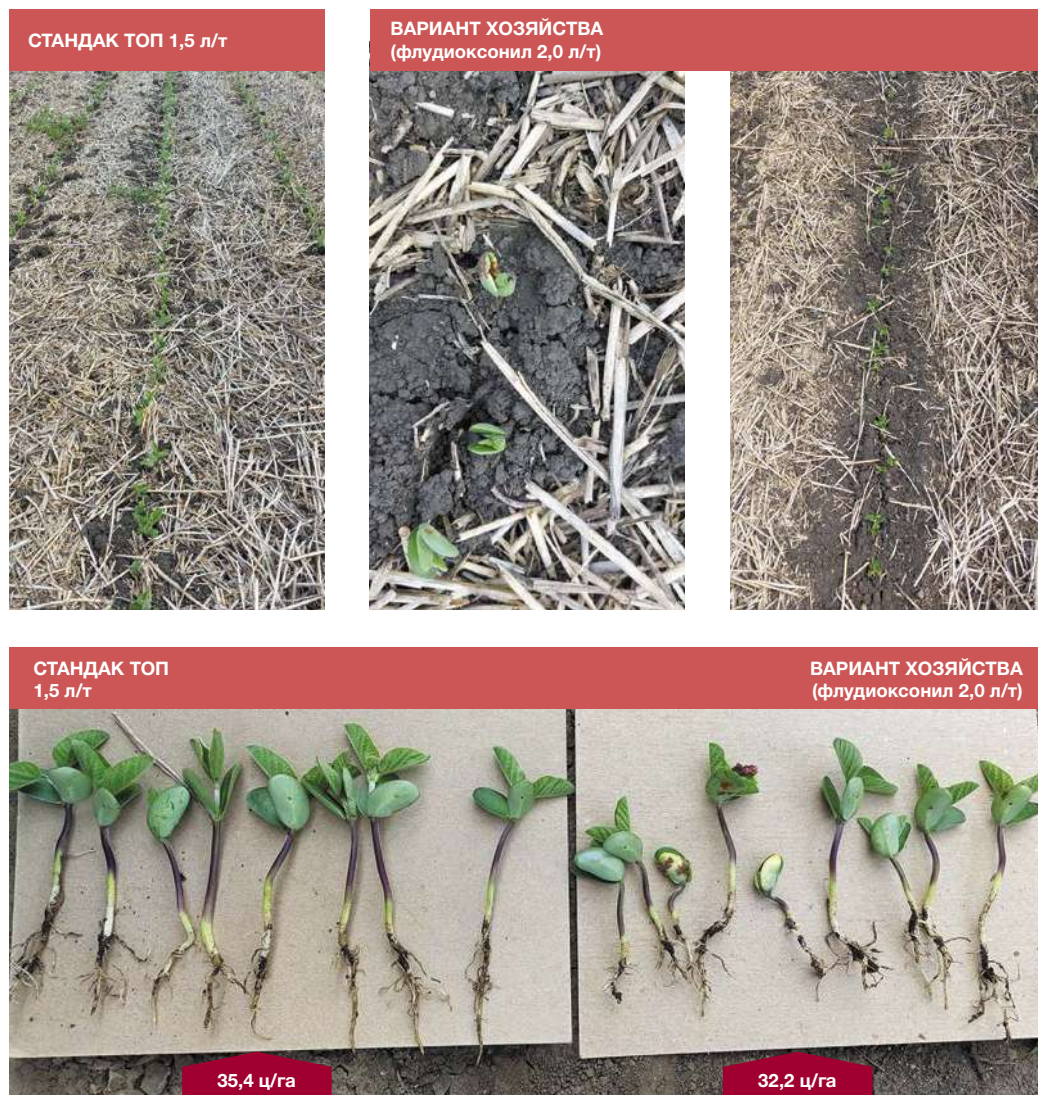 СТАНДАК ТОП 1,5 л/т
ВАРИАНТ ХОЗЯЙСТВА
(флудиоксонил 2,0 л/т)
СТАНДАК ТОП
1,5 л/т
ВАРИАНТ ХОЗЯЙСТВА
(флудиоксонил 2,0 л/т)
35,4 ц/га
32,2 ц/га